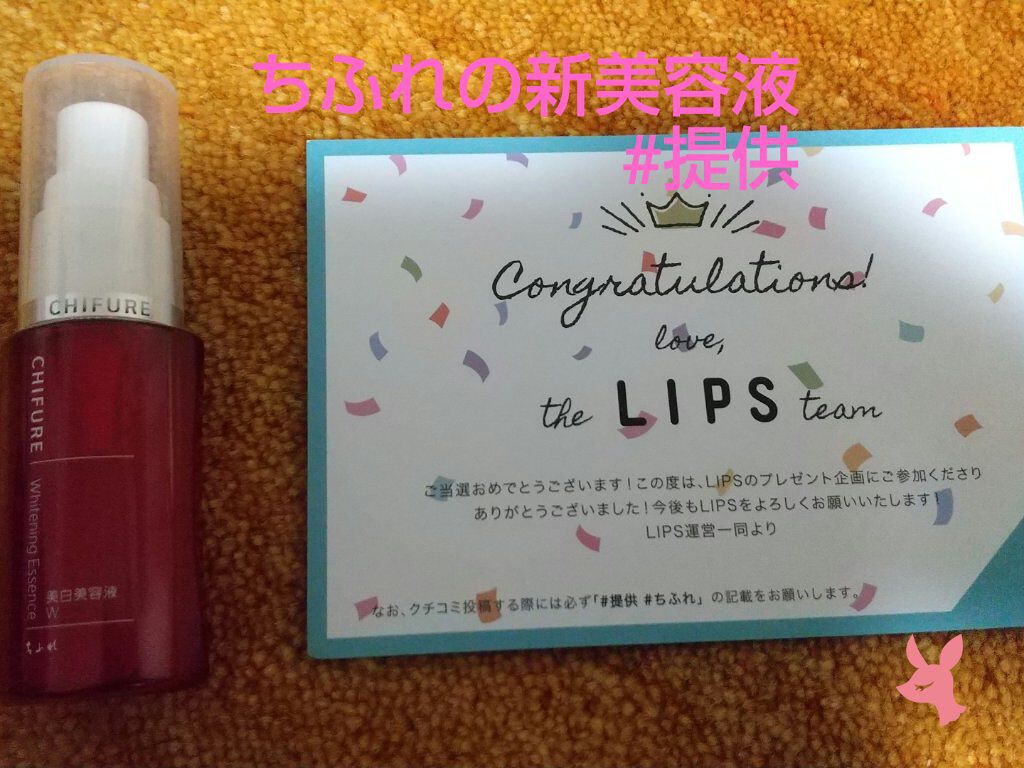 ちふれの新美容液
#提供
CHIFURE
CHIFURE
Whitening Essence
美白美容液
W
ちふれ
Congratulations!
love,
the LIPS team
ご当選おめでとうございます!この度は、LIPSのプレゼント企画にご参加くださり
ありがとうございました!今後もLIPSをよろしくお願いいたします!
LIPS運営一同より
なお、クチコミ投稿する際には必ず「#提供 #ちふれ」の記載をお願いします。